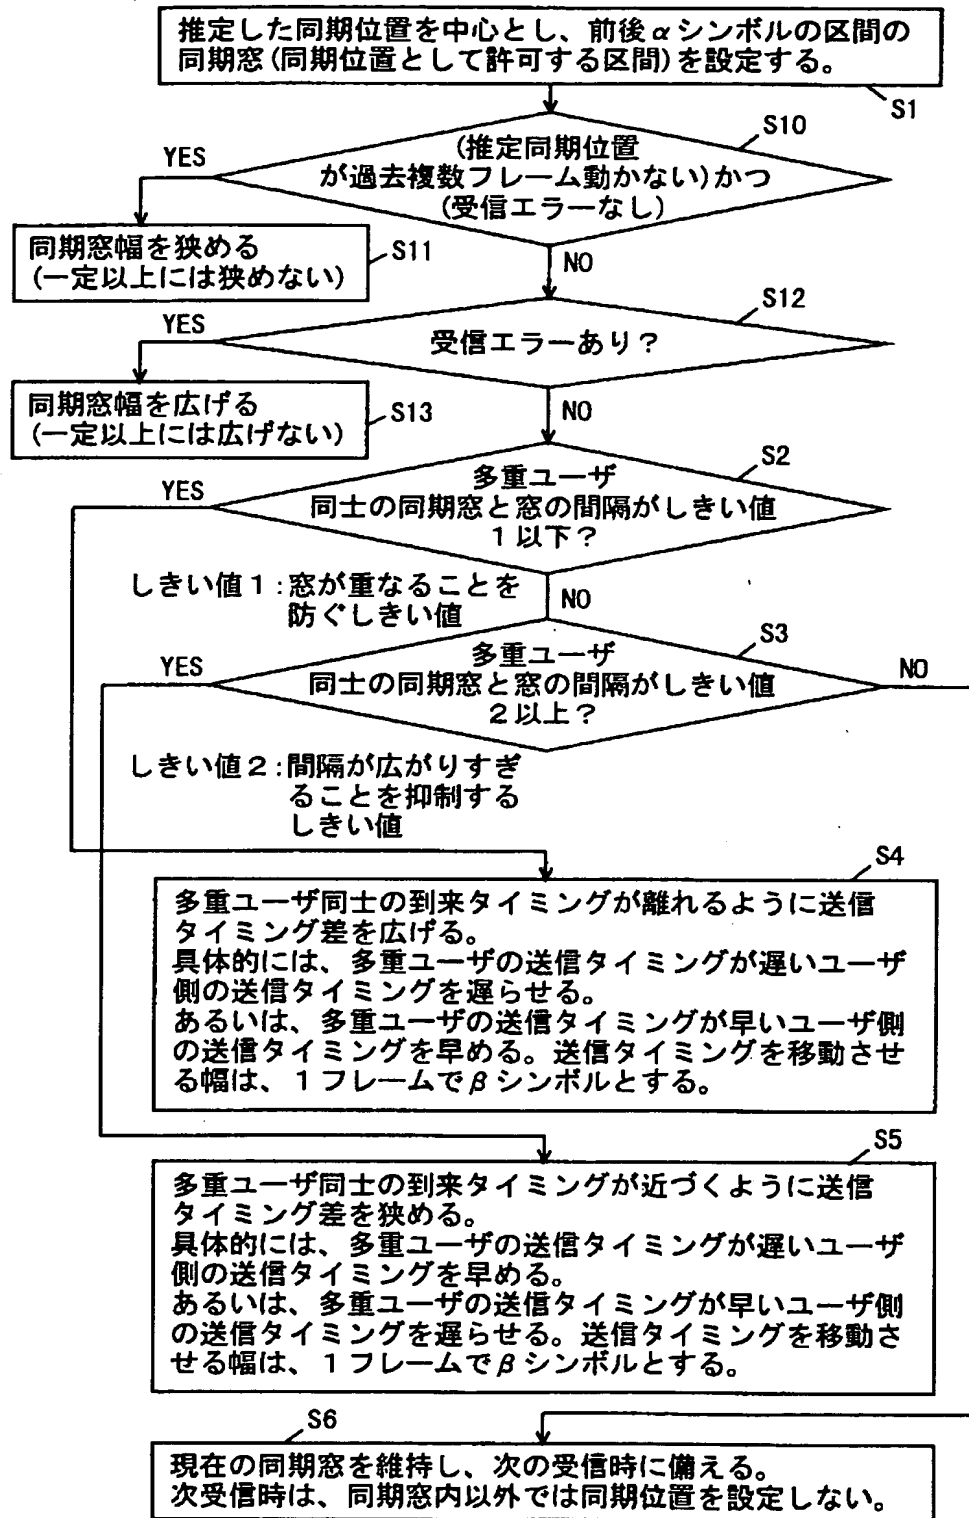 推定した同期位置を中心とし、前後αシンボルの区間の
同期窓(同期位置として許可する区間)を設定する。
S1
S10
YES
(推定同期位置
が過去複数フレーム動かない)かつ
(受信エラーなし)
同期窓幅を狭める
(一定以上には狭めない)
S11
NO
S12
YES
受信エラーあり?
同期窓幅を広げる
(一定以上には広げない)
S13
NO
S2
YES
多重ユーザ
同士の同期窓と窓の間隔がしきい値
1以下?
しきい値1:窓が重なることを
防ぐしきい値
NO
S3
YES
多重ユーザ
同士の同期窓と窓の間隔がしきい値
2以上?
NO
しきい値2:間隔が広がりすぎ
ることを抑制する
しきい値
S4
多重ユーザ同士の到来タイミングが離れるように送信
タイミング差を広げる。
具体的には、多重ユーザの送信タイミングが遅いユーザ
側の送信タイミングを遅らせる。
あるいは、多重ユーザの送信タイミングが早いユーザ側
の送信タイミングを早める。送信タイミングを移動させ
る幅は、1フレームでβシンボルとする。
S5
多重ユーザ同士の到来タイミングが近づくように送信
タイミング差を狭める。
具体的には、多重ユーザの送信タイミングが遅いユーザ
側の送信タイミングを早める。
あるいは、多重ユーザの送信タイミングが早いユーザ側
の送信タイミングを遅らせる。送信タイミングを移動さ
せる幅は、1フレームでβシンボルとする。
S6
現在の同期窓を維持し、次の受信時に備える。
次受信時は、同期窓内以外では同期位置を設定しない。